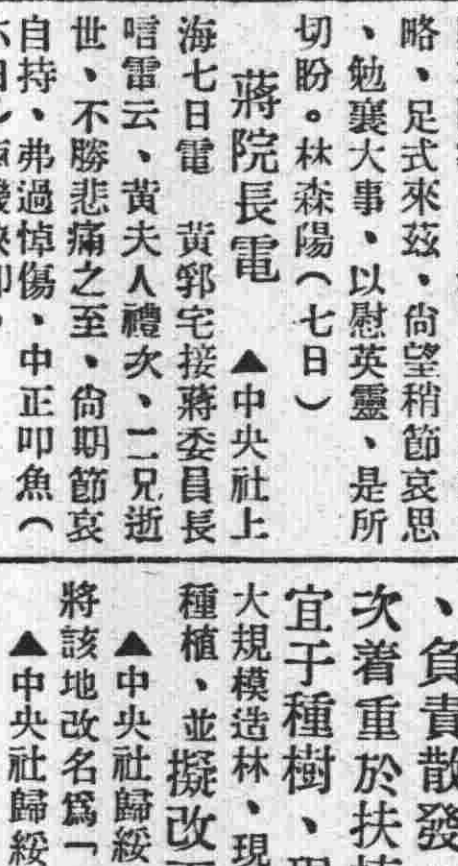 略、足式來茲、尙望稍節哀思
、勉襄大事、以慰英靈、是所
切盼。林森陽(七日)
蔣院長電 ▲中央社上
海七日電 黃郛宅接蔣委員長
唁雷云、黃夫人禮次、二兄逝
世、不勝悲痛之至、尙期節哀
自持、弗過悼傷、中正叩魚(
、負責散發
次着重於扶
宜于種樹、
大規模造林、現
種植、並擬改
▲中央社歸綏
將該地改名爲「
▲中央社歸綏